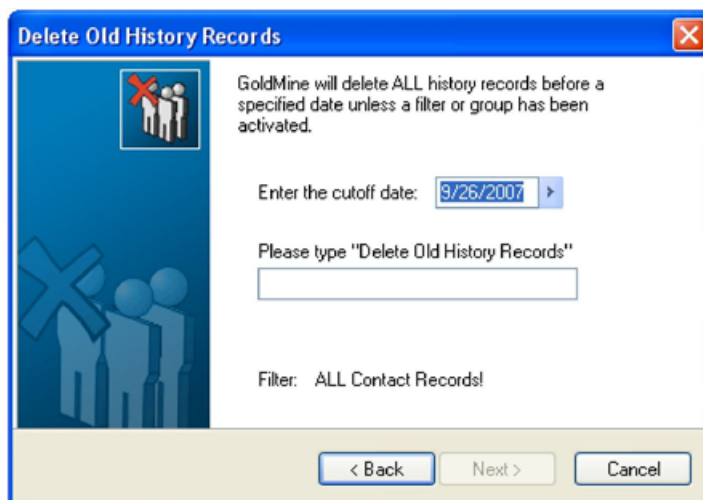 Delete Old History Records
GoldMine will delete ALL history records before a
specified date unless a filter or group has been
activated.
Enter the cutoff date: 9/26/2007
Please type "Delete Old History Records"
Filter: ALL Contact Records!
< Back Next > Cancel